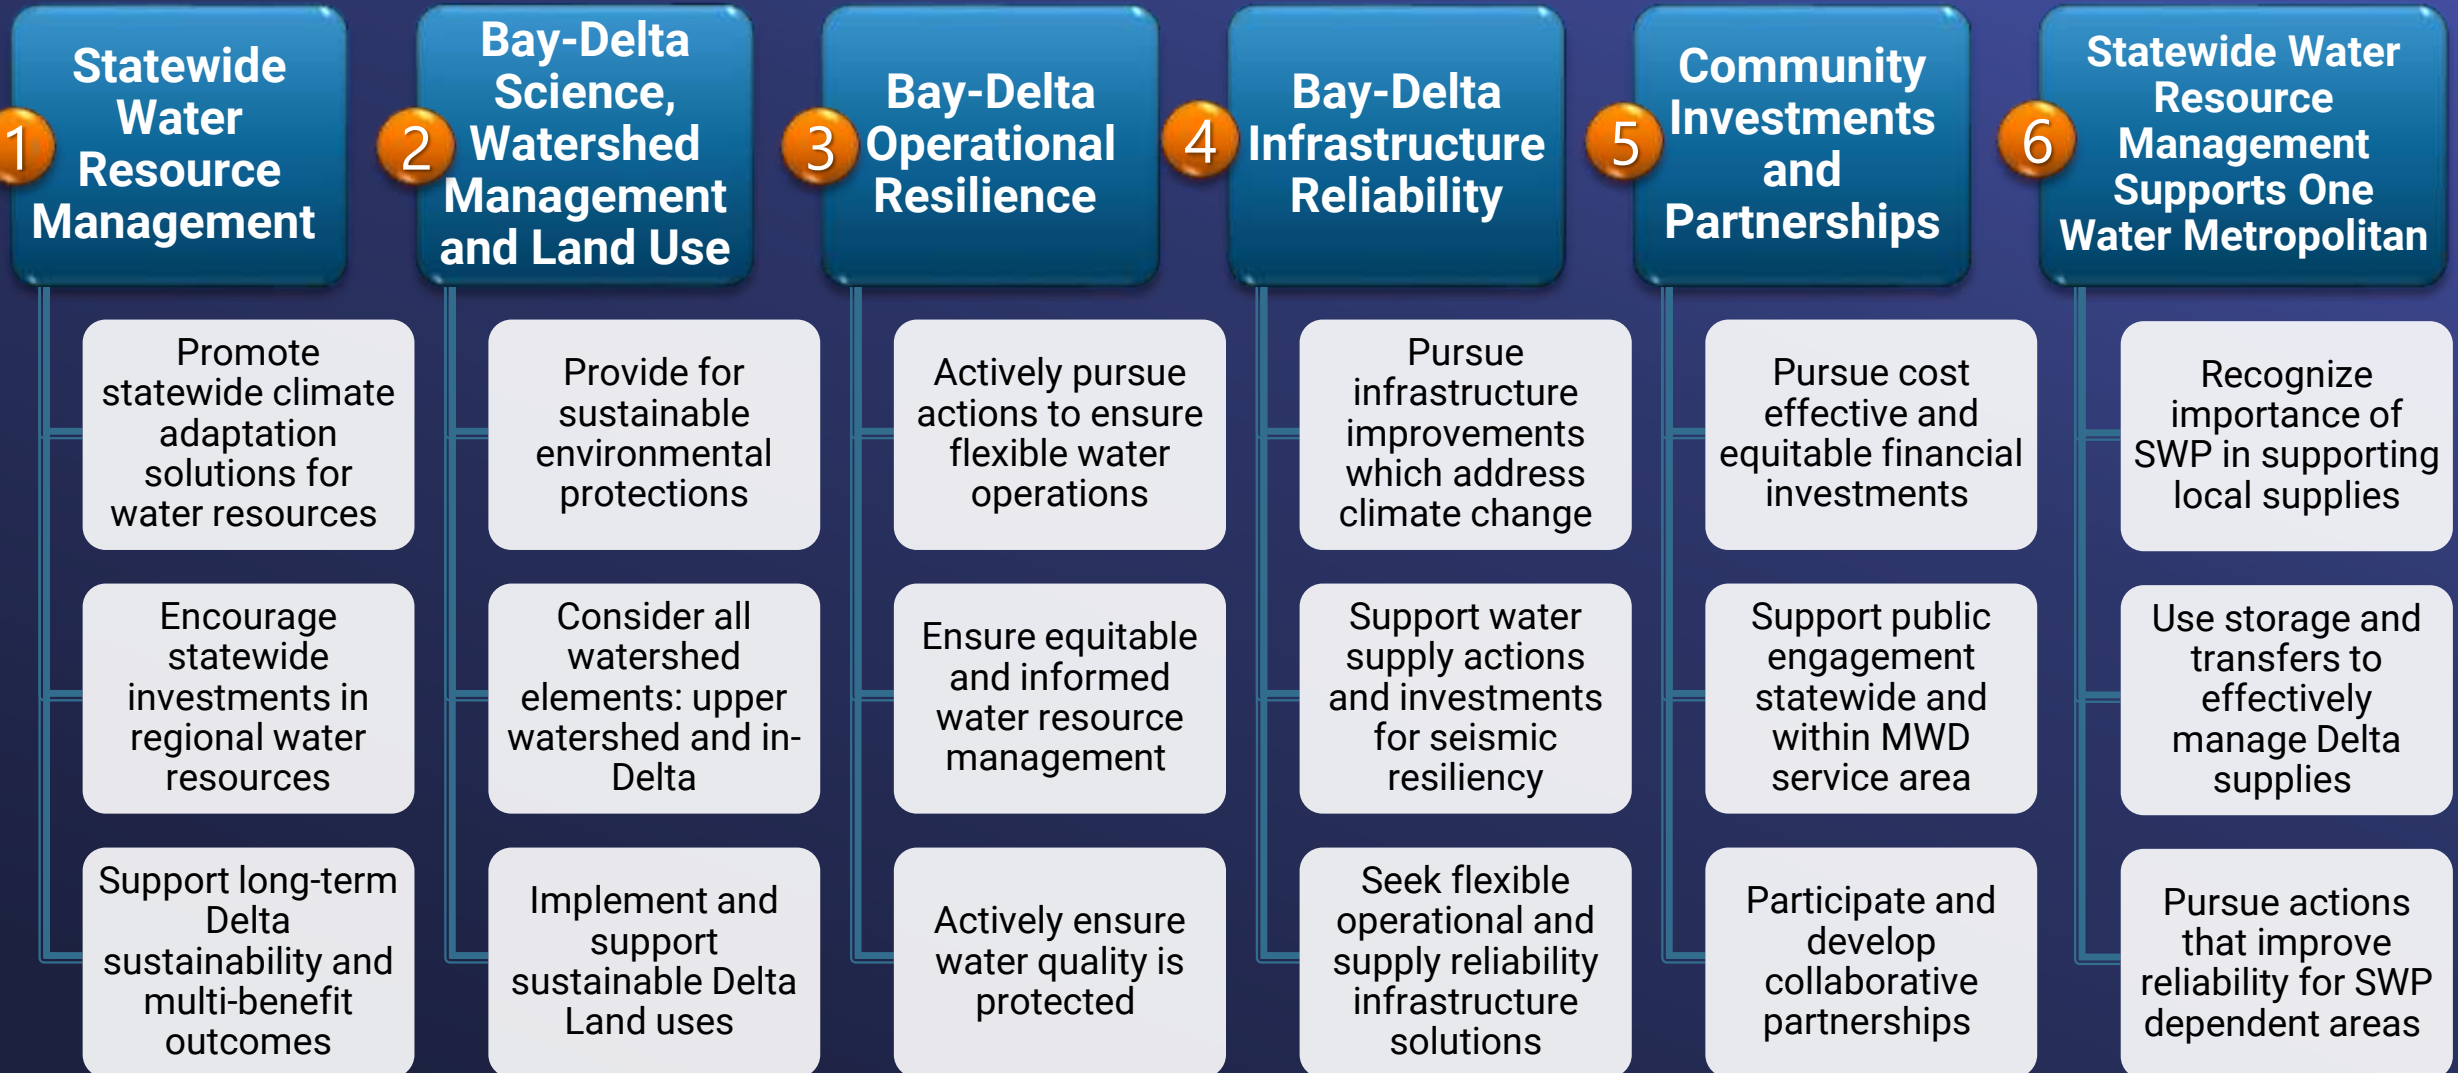 1
Statewide
Water
Resource
Management
Promote
statewide climate
adaptation
solutions for
water resources
Encourage
statewide
investments in
regional water
resources
Support long-term
Delta
sustainability and
multi-benefit
outcomes
2
Bay-Delta
Science,
Watershed
Management
and Land Use
Provide for
sustainable
environmental
protections
Consider all
watershed
elements: upper
watershed and in-
Delta
Implement and
support
sustainable Delta
Land uses
3
Bay-Delta
Operational
Resilience
Actively pursue
actions to ensure
flexible water
operations
Ensure equitable
and informed
water resource
management
Actively ensure
water quality is
protected
4
Bay-Delta
Infrastructure
Reliability
Pursue
infrastructure
improvements
which address
climate change
Support water
supply actions
and investments
for seismic
resiliency
Seek flexible
operational and
supply reliability
infrastructure
solutions
5
Community
Investments
and
Partnerships
Pursue cost
effective and
equitable financial
investments
Support public
engagement
statewide and
within MWD
service area
Participate and
develop
collaborative
partnerships
6
Statewide Water
Resource
Management
Supports One
Water Metropolitan
Recognize
importance of
SWP in supporting
local supplies
Use storage and
transfers to
effectively
manage Delta
supplies
Pursue actions
that improve
reliability for SWP
dependent areas